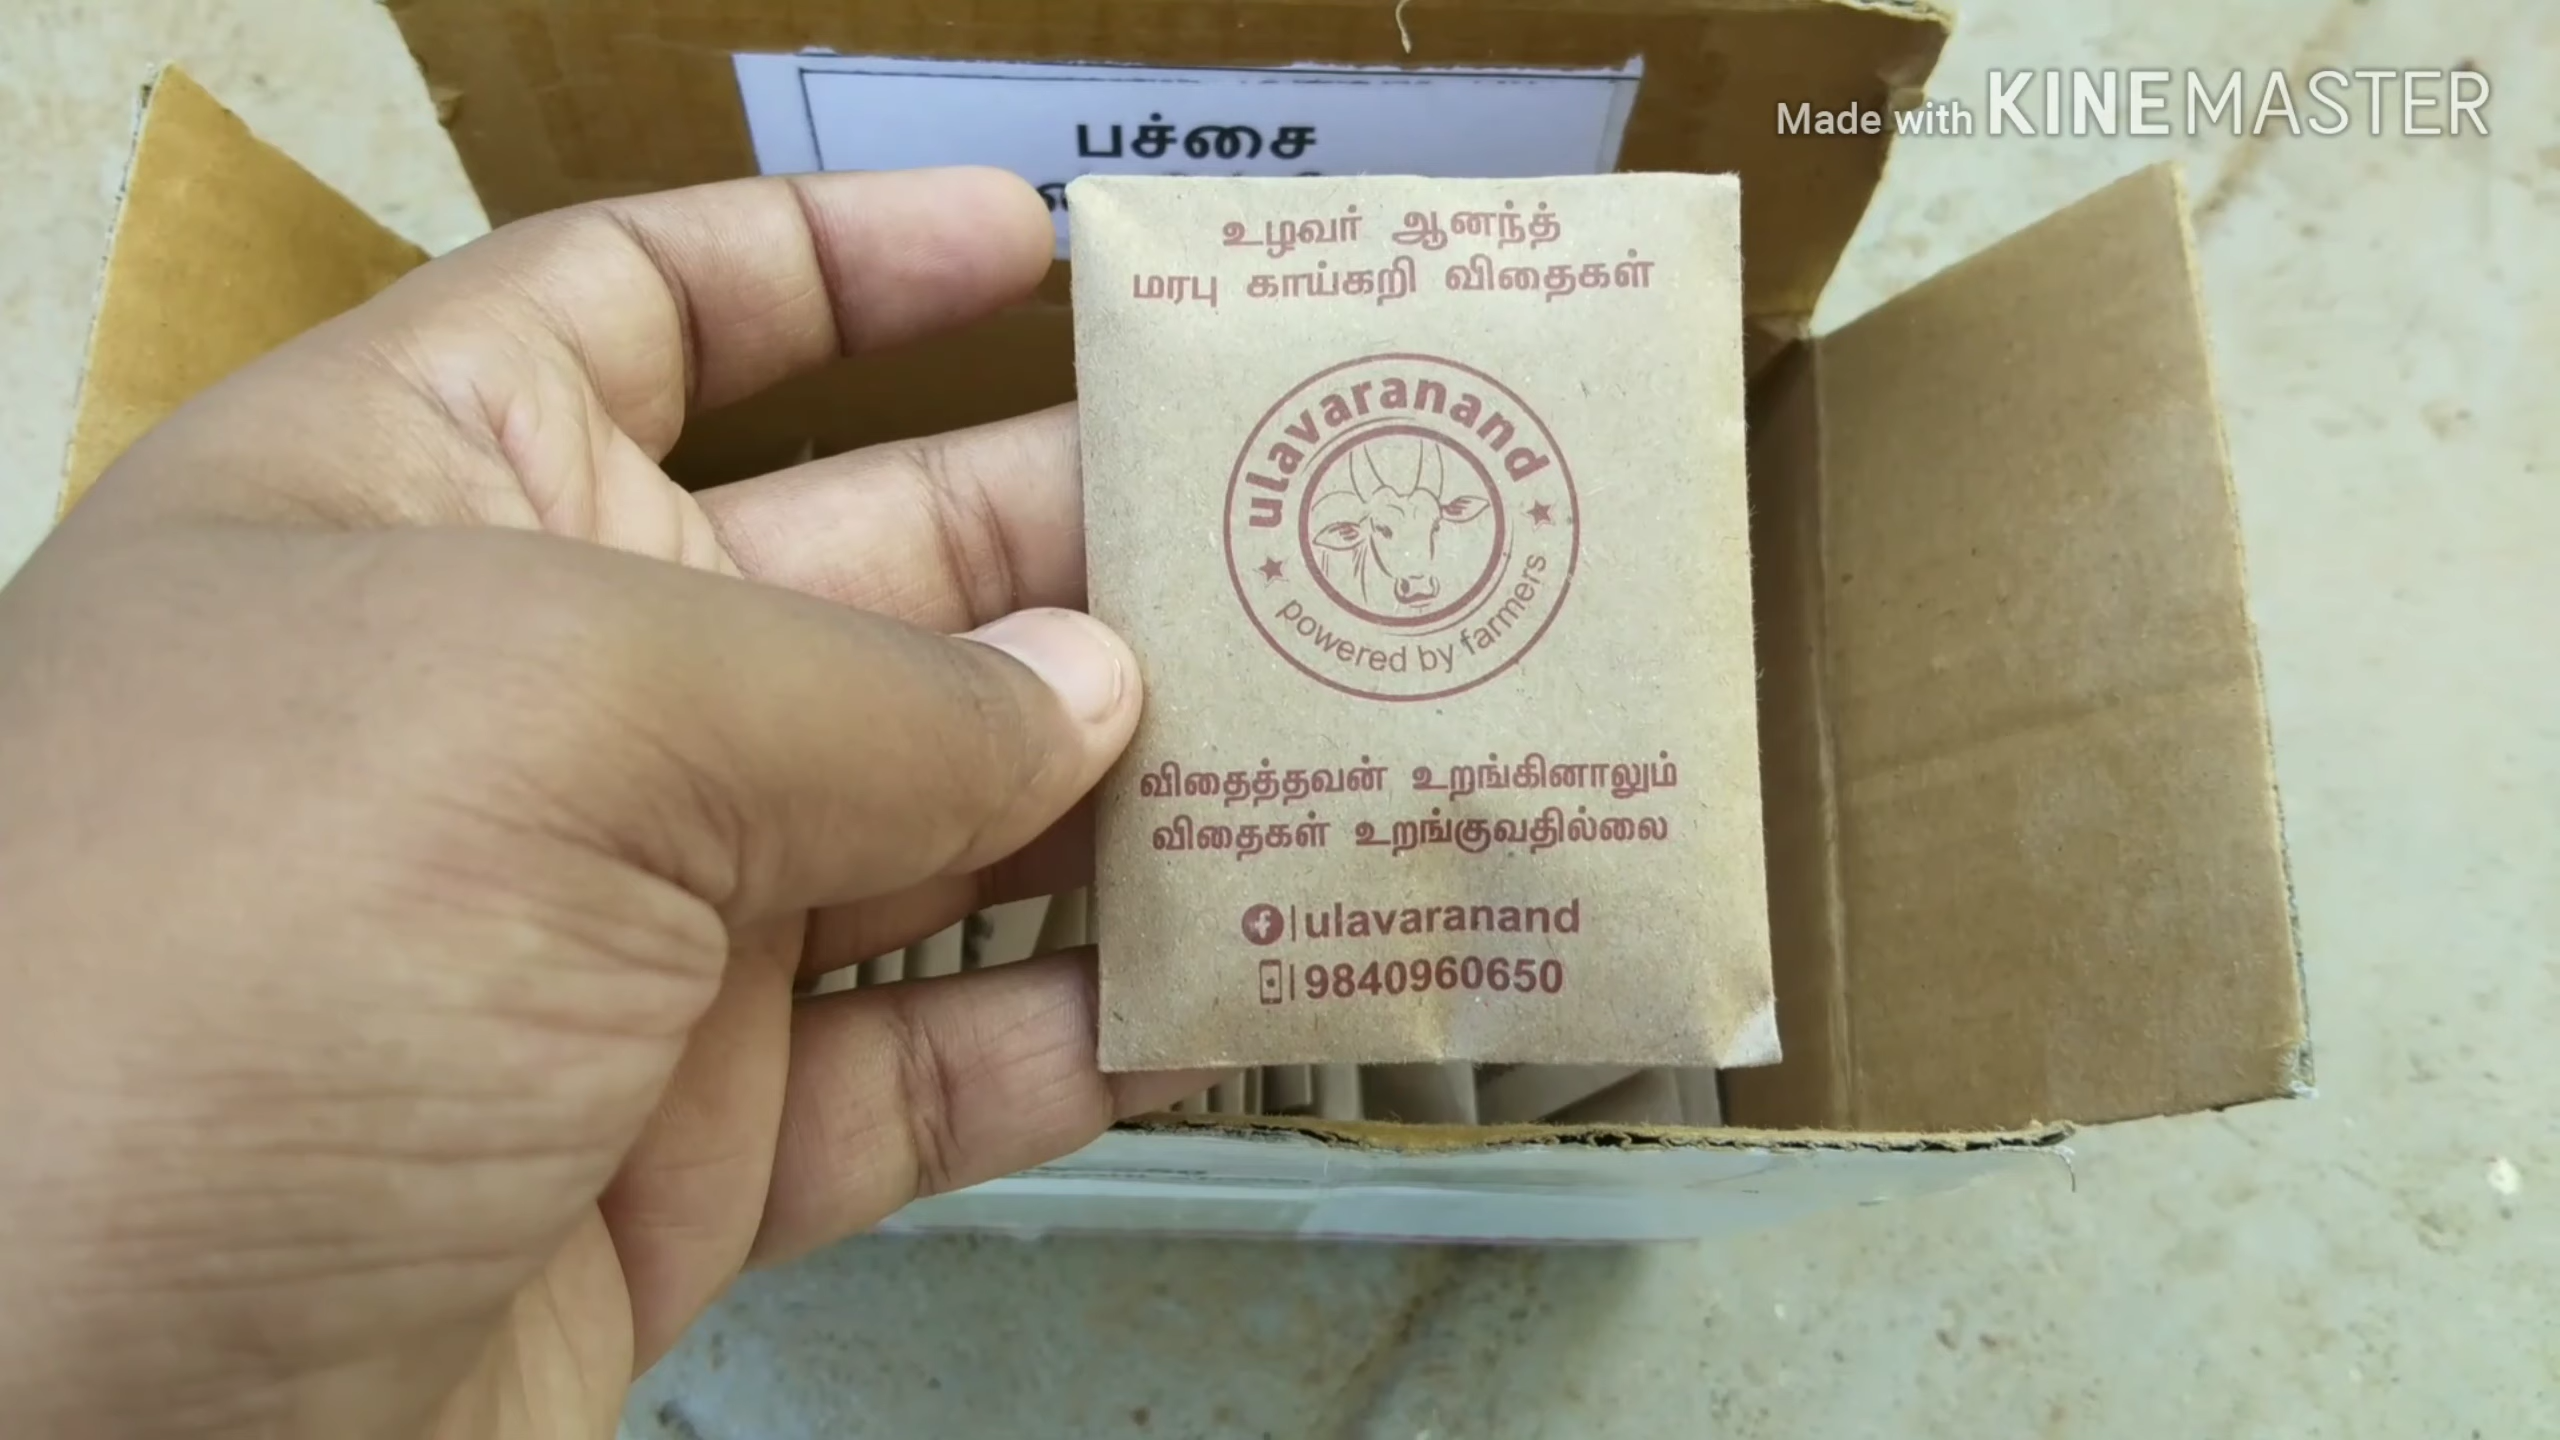 Made with KINEMASTER
பச்சை
உழவர் ஆனந்த்
மரபு காய்கறி விதைகள்
ulavaranand
powered by farmers
விதைத்தவன் உறங்கினாலும்
விதைகள் உறங்குவதில்லை
ulavaranand
9840960650